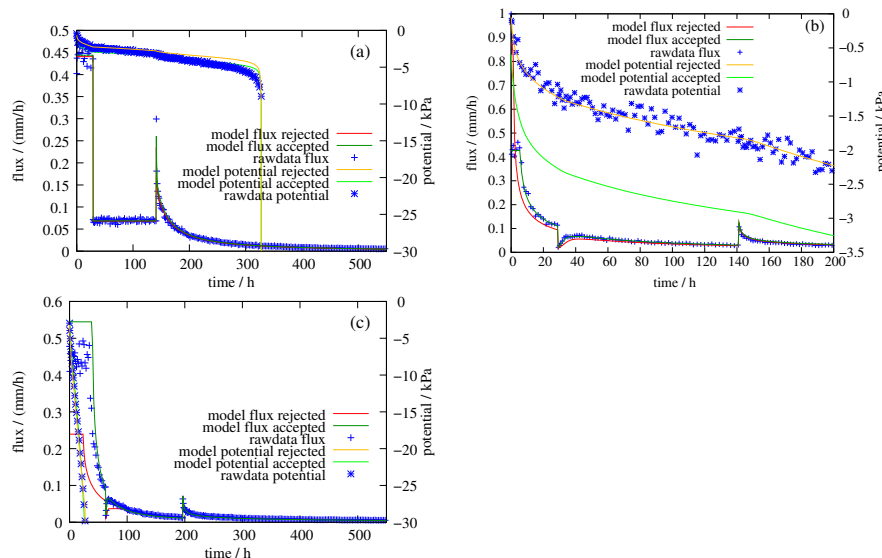 (a)
flux / (mm/h)
0.5
0.45
0.4
0.35
0.3
0.25
0.2
0.15
0.1
0.05
0
0 100 200 300 400 500
time / h
0
−5
−10
−15
−20
−25
−30
potential / kPa
model flux rejected
model flux accepted
rawdata flux
model potential rejected
model potential accepted
rawdata potential
(b)
flux / (mm/h)
1
0.9
0.8
0.7
0.6
0.5
0.4
0.3
0.2
0.1
0
0 20 40 60 80 100 120 140 160 180 200
time / h
0
−0.5
−1
−1.5
−2
−2.5
−3
−3.5
potential / kPa
model flux rejected
model flux accepted
rawdata flux
model potential rejected
model potential accepted
rawdata potential
(c)
flux / (mm/h)
0.6
0.5
0.4
0.3
0.2
0.1
0
0 100 200 300 400 500
time / h
0
−5
−10
−15
−20
−25
−30
potential / kPa
model flux rejected
model flux accepted
rawdata flux
model potential rejected
model potential accepted
rawdata potential